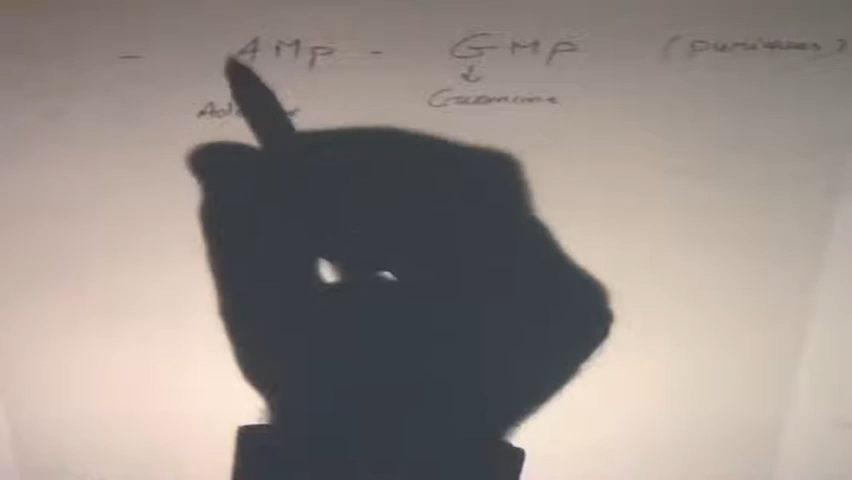 - AMP - GMP (purines)
↓
Guanine